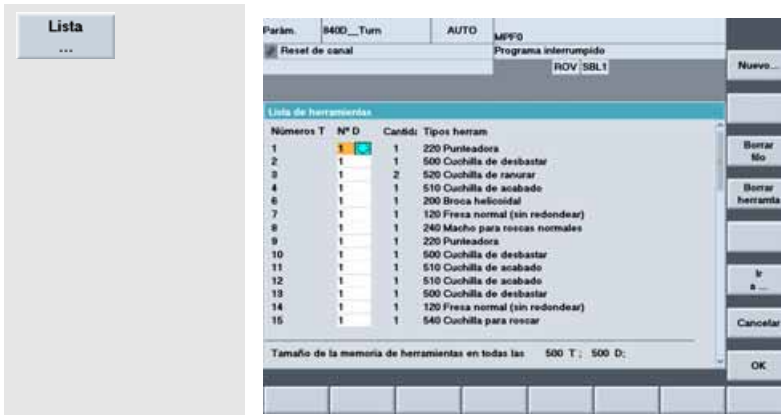 Lista
...
Parám. 840D__Turn AUTO MPF0
Reset de canal Programa interrumpido
ROV SBL1
Nuevo...
Lista de herramientas
Números T Nº D Cantid: Tipos herram
1 1 1 220 Punteadora
2 1 1 500 Cuchilla de desbastar
3 1 2 520 Cuchilla de ranurar
4 1 1 510 Cuchilla de acabado
6 1 1 200 Broca helicoidal
7 1 1 120 Fresa normal (sin redondear)
8 1 1 240 Macho para roscas normales
9 1 1 220 Punteadora
10 1 1 500 Cuchilla de desbastar
11 1 1 510 Cuchilla de acabado
12 1 1 510 Cuchilla de acabado
13 1 1 500 Cuchilla de desbastar
14 1 1 120 Fresa normal (sin redondear)
15 1 1 540 Cuchilla para roscar
Tamaño de la memoria de herramientas en todas las 500 T ; 500 D;
Borrar
filo
Borrar
herramta
Ir
a ...
Cancelar
OK